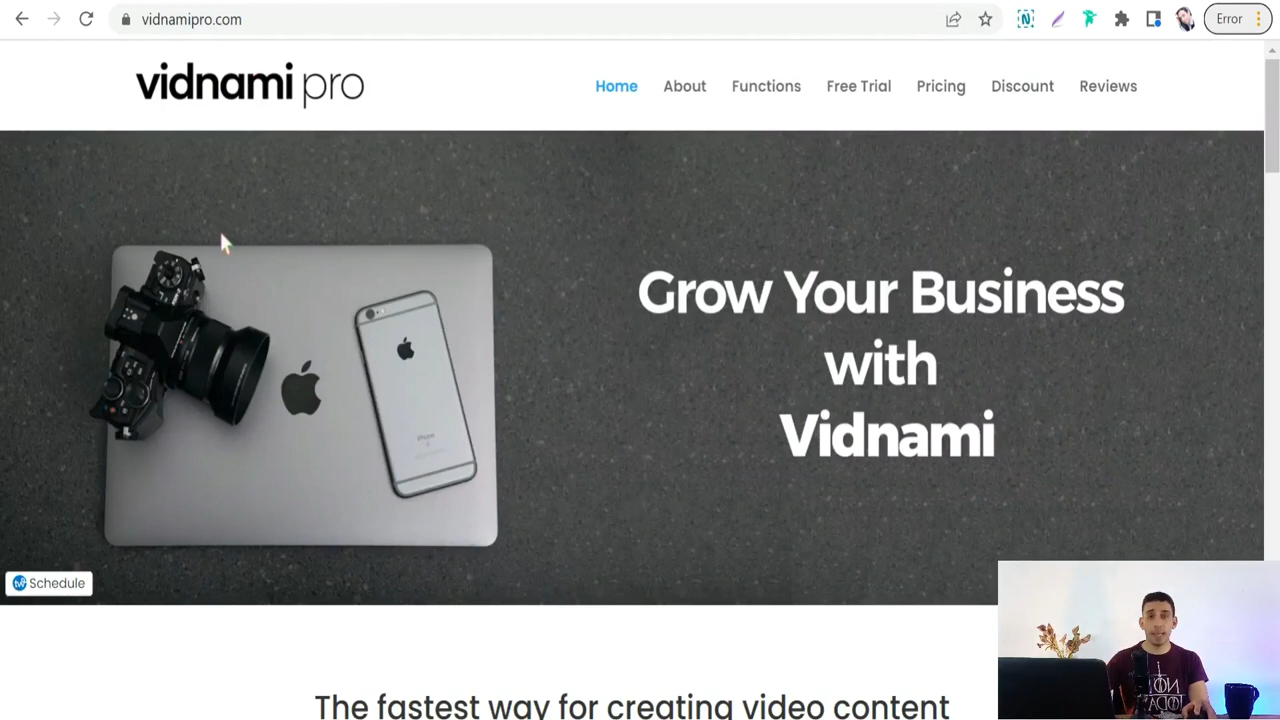 vidnamipro.com
Error
vidnami pro
Home About Functions Free Trial Pricing Discount Reviews
Grow Your Business
with
Vidnami
iPhone
Schedule
The fastest way for creating video content